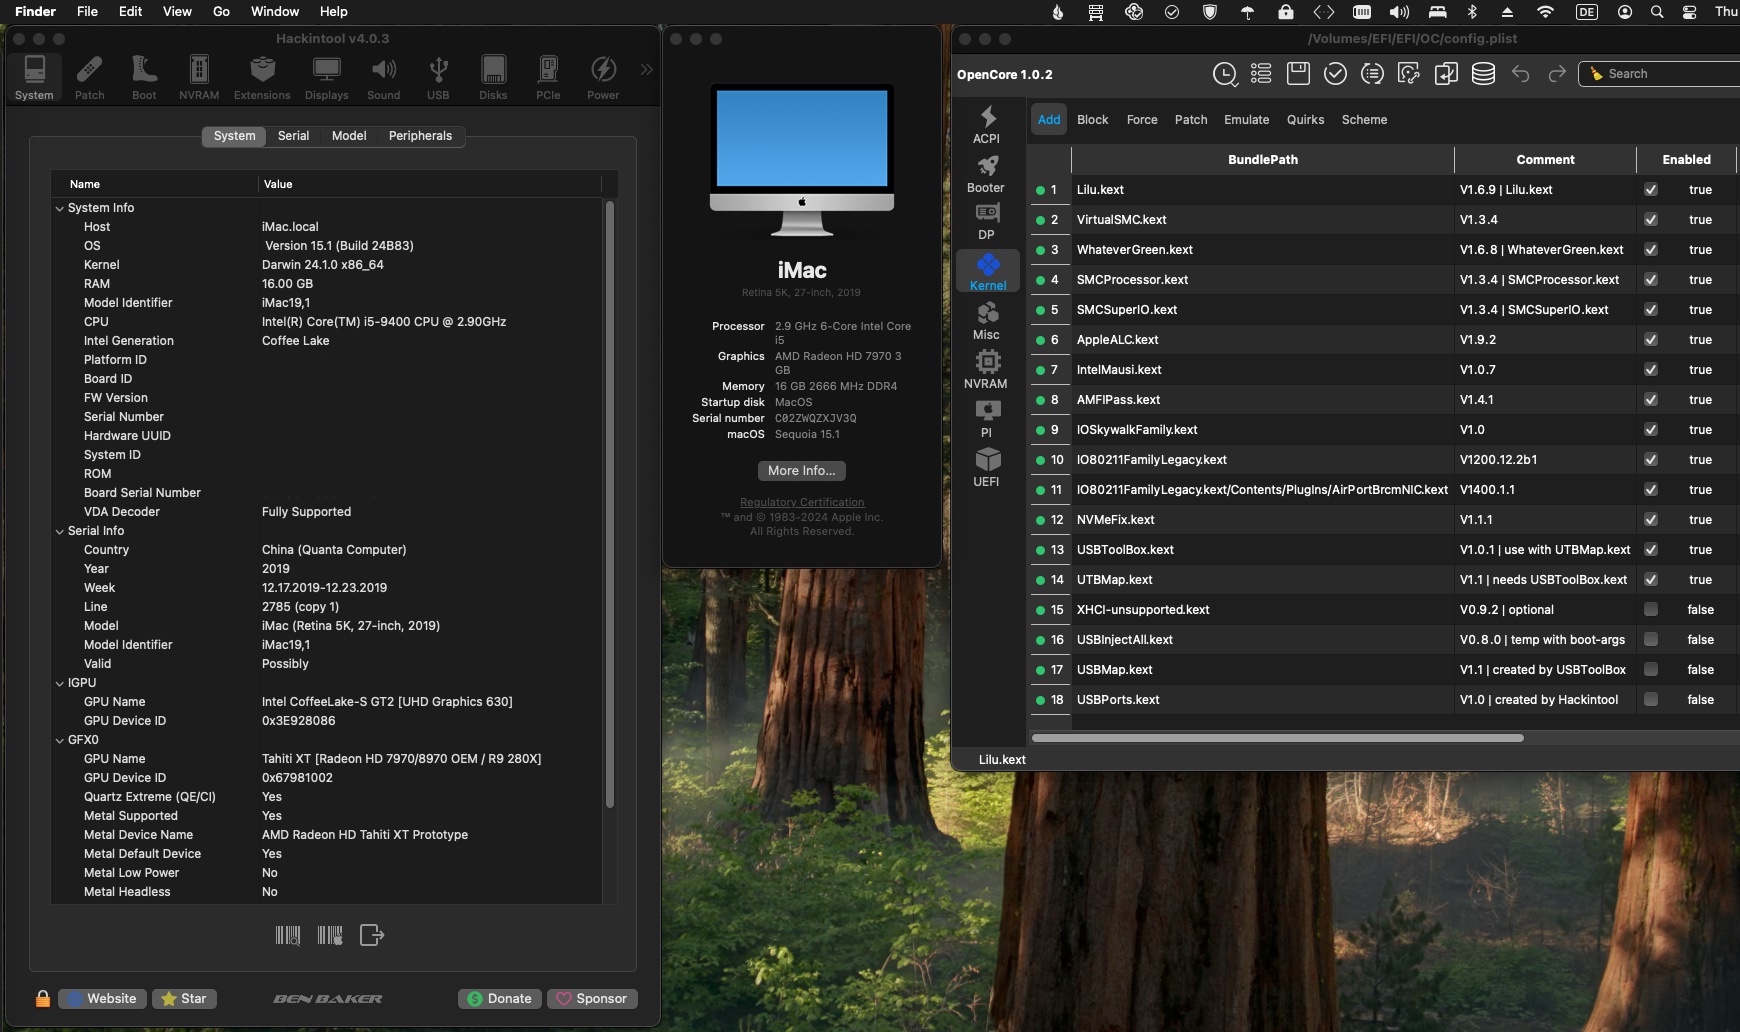 Finder File Edit View Go Window Help
DE
Thu
Hackintool v4.0.3
System Patch Boot NVRAM Extensions Displays Sound USB Disks PCIe Power
System Serial Model Peripherals
Name Value
System Info
Host iMac.local
OS Version 15.1 (Build 24B83)
Kernel Darwin 24.1.0 x86_64
RAM 16.00 GB
Model Identifier iMac19,1
CPU Intel(R) Core(TM) i5-9400 CPU @ 2.90GHz
Intel Generation Coffee Lake
Platform ID
Board ID
FW Version
Serial Number
Hardware UUID
System ID
ROM
Board Serial Number
VDA Decoder Fully Supported
Serial Info
Country China (Quanta Computer)
Year 2019
Week 12.17.2019-12.23.2019
Line 2785 (copy 1)
Model iMac (Retina 5K, 27-inch, 2019)
Model Identifier iMac19,1
Valid Possibly
IGPU
GPU Name Intel CoffeeLake-S GT2 [UHD Graphics 630]
GPU Device ID 0x3E928086
GFX0
GPU Name Tahiti XT [Radeon HD 7970/8970 OEM / R9 280X]
GPU Device ID 0x67981002
Quartz Extreme (QE/CI) Yes
Metal Supported Yes
Metal Device Name AMD Radeon HD Tahiti XT Prototype
Metal Default Device Yes
Metal Low Power No
Metal Headless No
Website Star BEN BAKER Donate Sponsor
iMac
Retina 5K, 27-inch, 2019
Processor 2.9 GHz 6-Core Intel Core
i5
Graphics AMD Radeon HD 7970 3
GB
Memory 16 GB 2666 MHz DDR4
Startup disk MacOS
Serial number C02ZWQZXJV3Q
macOS Sequoia 15.1
More Info...
Regulatory Certification
™ and © 1983-2024 Apple Inc.
All Rights Reserved.
/Volumes/EFI/EFI/OC/config.plist
OpenCore 1.0.2
Search
ACPI
Booter
DP
Kernel
Misc
NVRAM
PI
UEFI
Add Block Force Patch Quirks Emulate Quirks Scheme
BundlePath Comment Enabled
1 Lilu.kext V1.6.9 | Lilu.kext true
2 VirtualSMC.kext V1.3.4 true
3 WhateverGreen.kext V1.6.8 | WhateverGreen.kext true
4 SMCProcessor.kext V1.3.4 | SMCProcessor.kext true
5 SMCSuperIO.kext V1.3.4 | SMCSuperIO.kext true
6 AppleALC.kext V1.9.2 true
7 IntelMausi.kext V1.0.7 true
8 AMFIPass.kext V1.4.1 true
9 IOSkywalkFamily.kext V1.0 true
10 IO80211FamilyLegacy.kext V1200.12.2b1 true
11 IO80211FamilyLegacy.kext/Contents/PlugIns/AirPortBrcmNIC.kext V1400.1.1 true
12 NVMeFix.kext V1.1.1 true
13 USBToolBox.kext V1.0.1 | use with UTBMap.kext true
14 UTBMap.kext V1.1 | needs USBToolBox.kext true
15 XHCI-unsupported.kext V0.9.2 | optional false
16 USBInjectAll.kext V0.8.0 | temp with boot-args false
17 USBMap.kext V1.1 | created by USBToolBox false
18 USBPorts.kext V1.0 | created by Hackintool false
Lilu.kext